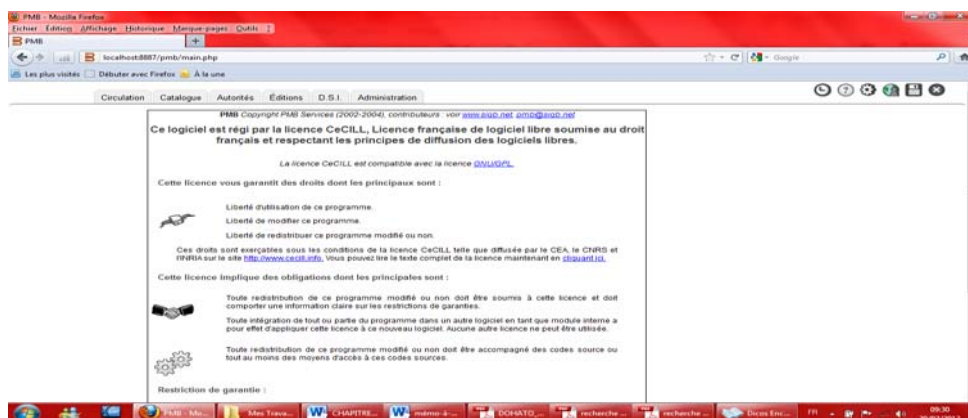 PMB - Mozilla Firefox
Fichier Édition Affichage Historique Marque-pages Outils ?
PMB +
localhost:8887/pmb/main.php
Google
Les plus visités Débuter avec Firefox À la une
Circulation Catalogue Autorités Éditions D.S.I. Administration
PMB Copyright PMB Services (2002-2004), contributeurs : voir
Ce logiciel est régi par la licence CeCILL, Licence française de logiciel libre soumise au droit
français et respectant les principes de diffusion des logiciels libres.
La licence CeCILL est compatible avec la licence GNU/GPL.
Cette licence vous garantit des droits dont les principaux sont :
Liberté d'utilisation de ce programme.
Liberté de modifier ce programme.
Liberté de redistribuer ce programme modifié ou non.
Ces droits sont exerçables sous les conditions de la licence CeCILL telle que diffusée par le CEA, le CNRS et
l'INRIA sur le site http://www.cecill.info. Vous pouvez lire le texte complet de la licence maintenant en cliquant ici.
Cette licence implique des obligations dont les principales sont :
Toute redistribution de ce programme modifié ou non doit être soumis à cette licence et doit
comporter une information claire sur les restrictions de garanties.
Toute intégration de tout ou partie du programme dans un autre logiciel en tant que module interne a
pour effet d'appliquer cette licence à ce nouveau logiciel. Aucune autre licence ne peut être utilisée.
Toute redistribution de ce programme modifié ou non doit être accompagné des codes source ou
tout au moins des moyens d'accès à ces codes sources.
Restriction de garantie :
PMB - Mo... Mes Trava... CHAPITRE... mémo-à-... DOHATO_... recherche ... recherche ... Dicos Enc... FR 09:30